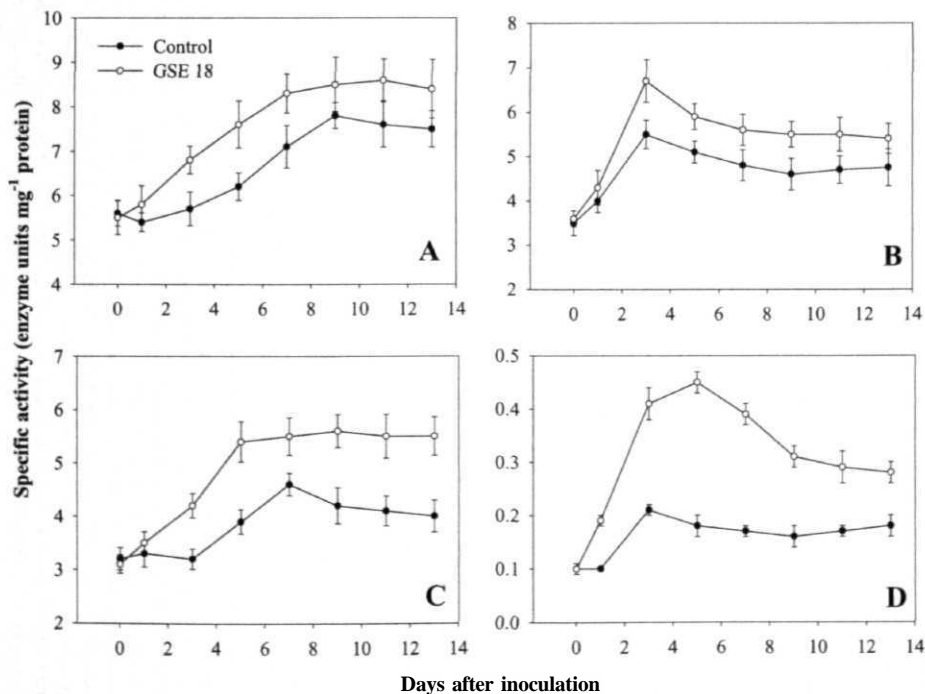 10
9
8
7
6
5
4
Control
GSE 18
A
0 2 4 6 8 10 12 14
8
7
6
5
4
3
2
B
0 2 4 6 8 10 12 14
Specific activity (enzyme units mg-1 protein)
7
6
5
4
3
2
C
0 2 4 6 8 10 12 14
0.5
0.4
0.3
0.2
0.1
0.0
D
0 2 4 6 8 10 12 14
Days after inoculation